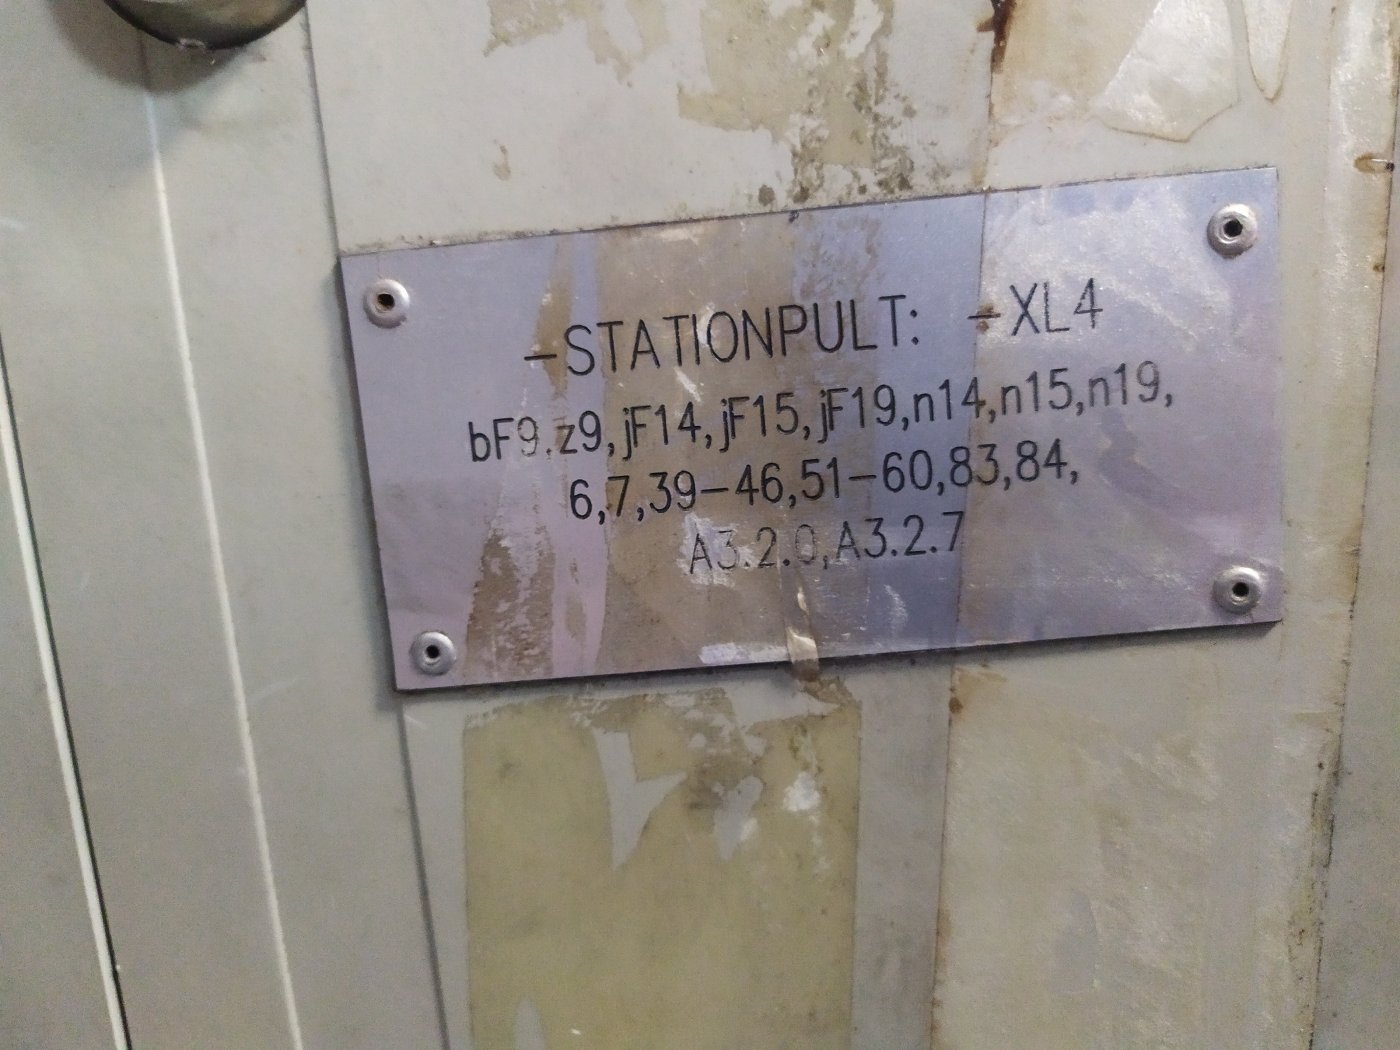 -STATIONPULT: -XL4
bF9,z9,jF14,jF15,jF19,n14,n15,n19,
6,7,39-46,51-60,83,84,
A3.2.0,A3.2.7